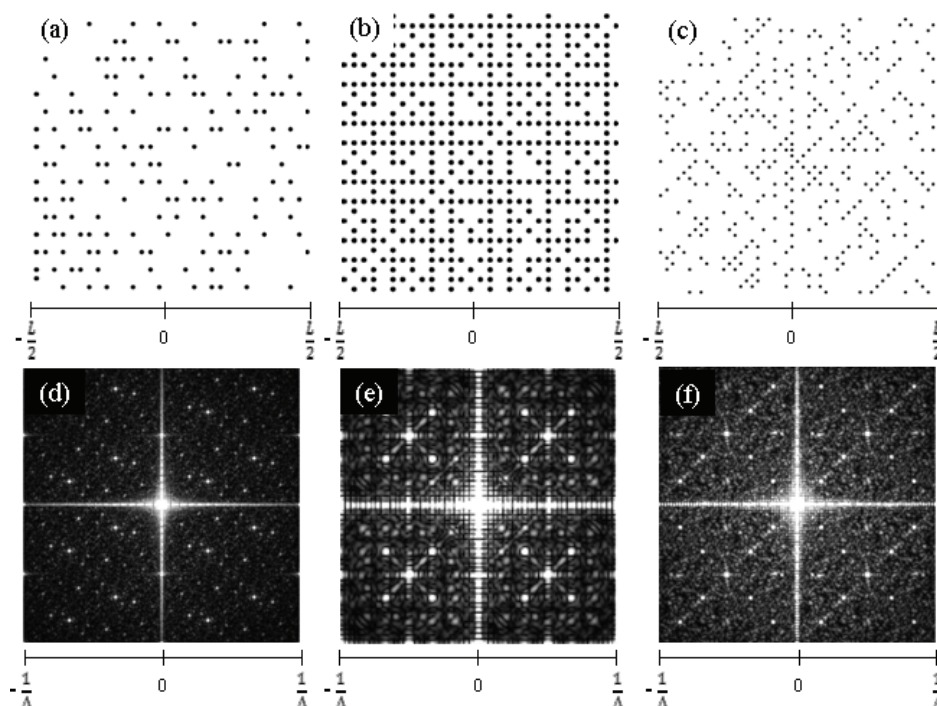 (a) (b) (c)
- L/2 0 L/2 - L/2 0 L/2 - L/2 0 L/2
(d) (e) (f)
- 1/Δ 0 1/Δ - 1/Δ 0 1/Δ - 1/Δ 0 1/Δ